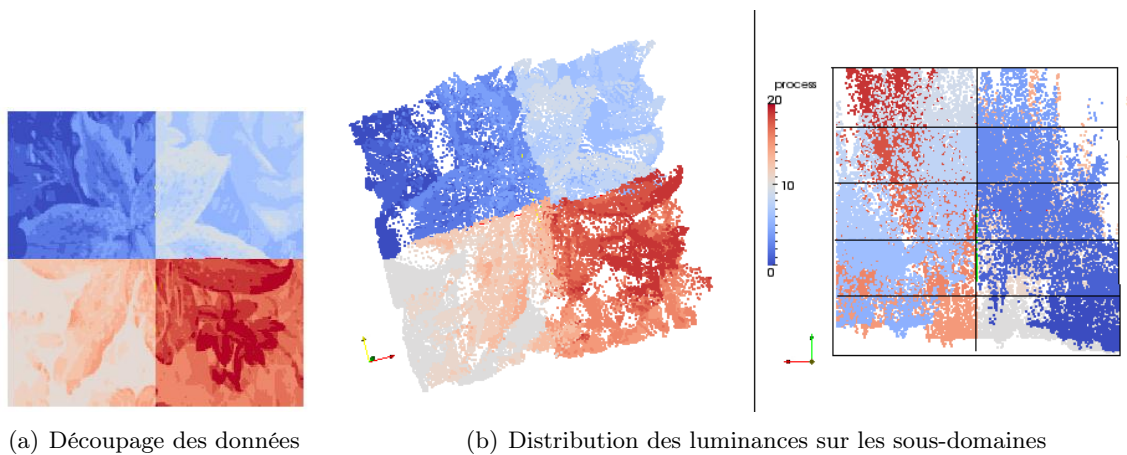 process
20
10
0
(a) Découpage des données
(b) Distribution des luminances sur les sous-domaines